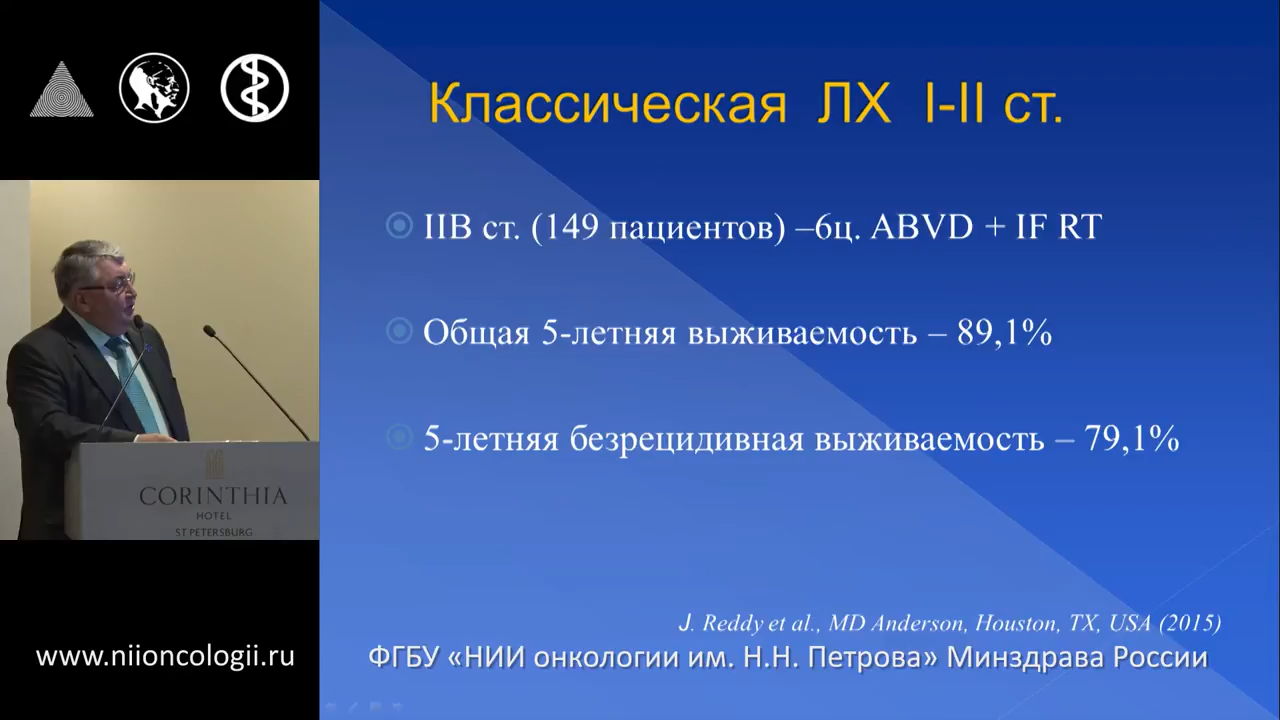 Классическая ЛХ I-II ст.
IIB ст. (149 пациентов) –6ц. ABVD + IF RT
Общая 5-летняя выживаемость – 89,1%
5-летняя безрецидивная выживаемость – 79,1%
CORINTHIA
HOTEL
ST PETERSBURG
J. Reddy et al., MD Anderson, Houston, TX, USA (2015)
www.niioncologii.ru
ФГБУ «НИИ онкологии им. Н.Н. Петрова» Минздрава России